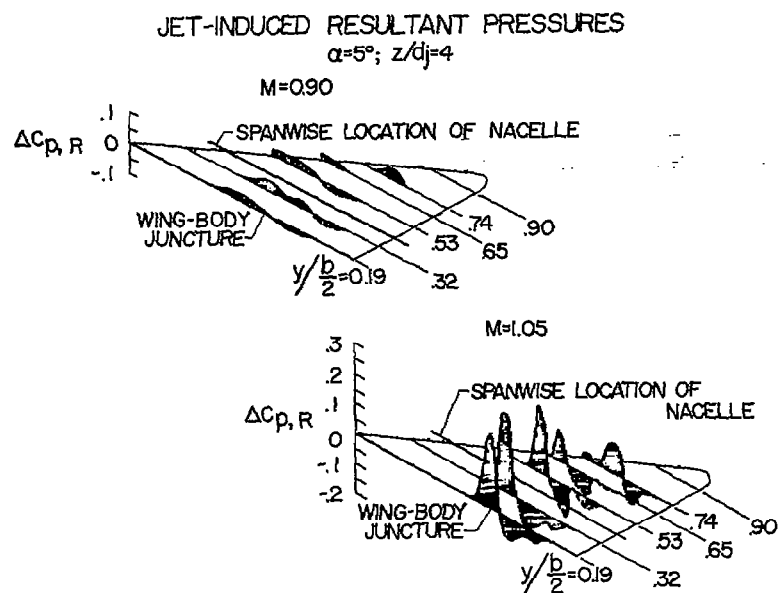 JET-INDUCED RESULTANT PRESSURES
α=5°; z/dj=4
M=0.90
.1
ΔCp, R 0
-.1
SPANWISE LOCATION OF NACELLE
WING-BODY
JUNCTURE
y/b/2=0.19
.32
.53
.65
.74
.90
M=1.05
.3
.2
.1
ΔCp, R
0
-.1
-.2
SPANWISE LOCATION OF
NACELLE
WING-BODY
JUNCTURE
y/b/2=0.19
.32
.53
.65
.74
.90